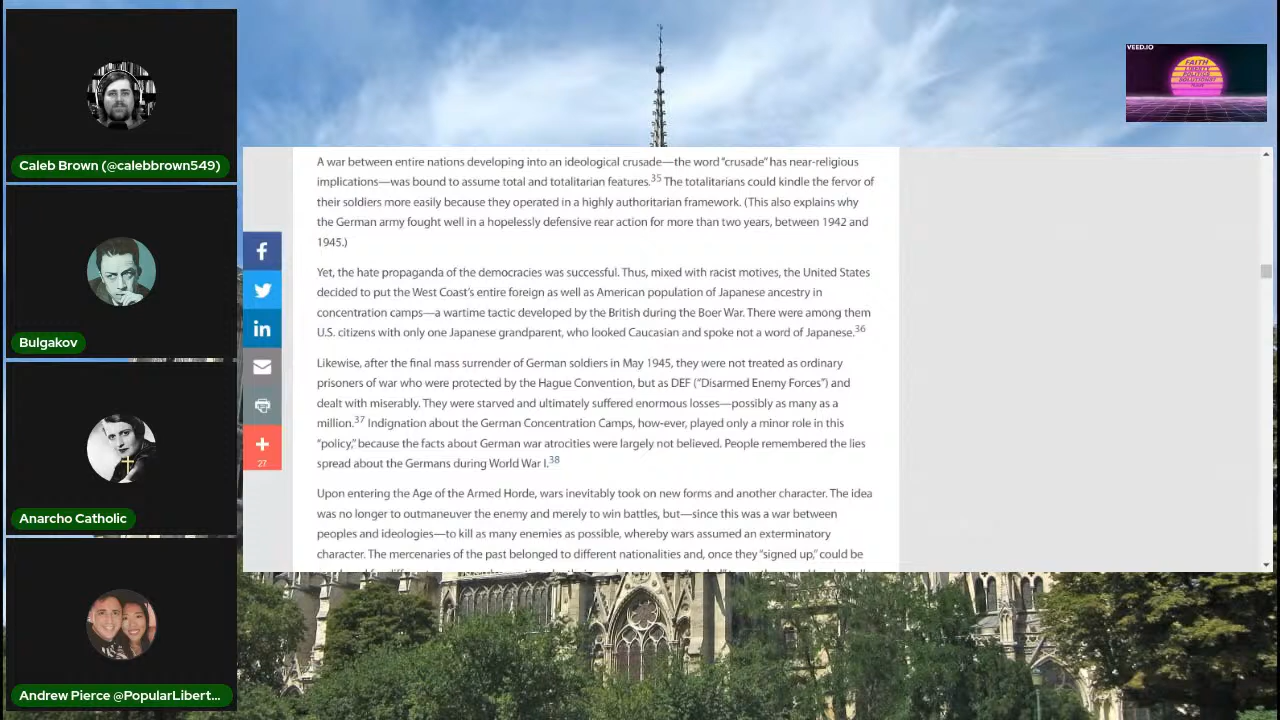 Caleb Brown (@calebbrown549)
Bulgakov
Anarcho Catholic
Andrew Pierce @PopularLibert...
VEED.IO
FAITH
LIBERTY
POLITICS
A war between entire nations developing into an ideological crusade—the word “crusade” has near-religious
implications—was bound to assume total and totalitarian features.35 The totalitarians could kindle the fervor of
their soldiers more easily because they operated in a highly authoritarian framework. (This also explains why
the German army fought well in a hopelessly defensive rear action for more than two years, between 1942 and
1945.)
Yet, the hate propaganda of the democracies was successful. Thus, mixed with racist motives, the United States
decided to put the West Coast’s entire foreign as well as American population of Japanese ancestry in
concentration camps—a wartime tactic developed by the British during the Boer War. There were among them
U.S. citizens with only one Japanese grandparent, who looked Caucasian and spoke not a word of Japanese.36
Likewise, after the final mass surrender of German soldiers in May 1945, they were not treated as ordinary
prisoners of war who were protected by the Hague Convention, but as DEF (“Disarmed Enemy Forces”) and
dealt with miserably. They were starved and ultimately suffered enormous losses—possibly as many as a
million.37 Indignation about the German Concentration Camps, how-ever, played only a minor role in this
“policy,” because the facts about German war atrocities were largely not believed. People remembered the lies
spread about the Germans during World War I.38
Upon entering the Age of the Armed Horde, wars inevitably took on new forms and another character. The idea
was no longer to outmaneuver the enemy and merely to win battles, but—since this was a war between
peoples and ideologies—to kill as many enemies as possible, whereby wars assumed an exterminatory
character. The mercenaries of the past belonged to different nationalities and, once they “signed up,” could be
27